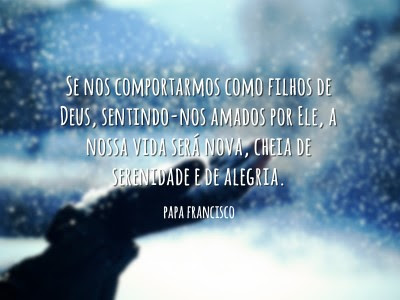 Se nos comportarmos como filhos de
Deus, sentindo-nos amados por Ele, a
nossa vida será nova, cheia de
serenidade e de alegria.
papa francisco